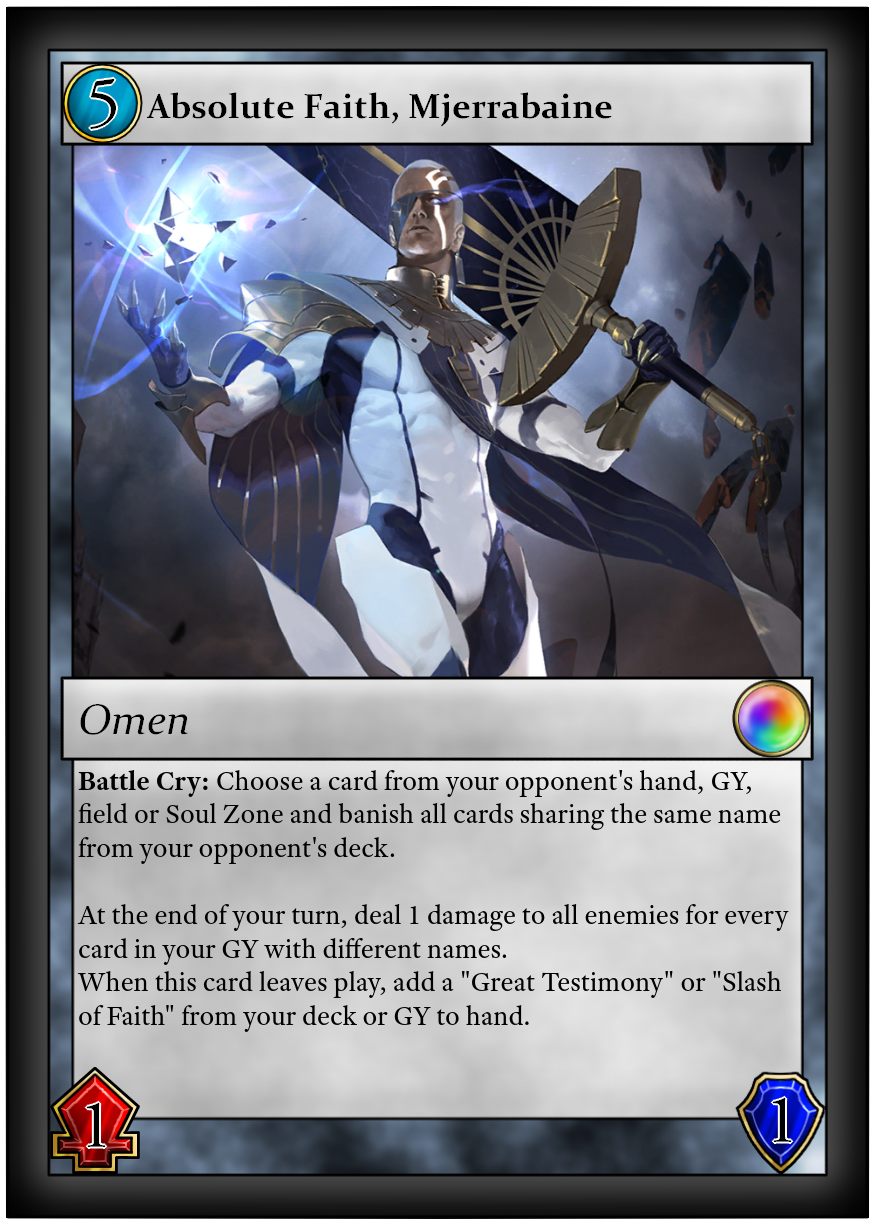 5 Absolute Faith, Mjerrabaine
Omen
Battle Cry: Choose a card from your opponent's hand, GY,
field or Soul Zone and banish all cards sharing the same name
from your opponent's deck.
At the end of your turn, deal 1 damage to all enemies for every
card in your GY with different names.
When this card leaves play, add a "Great Testimony" or "Slash
of Faith" from your deck or GY to hand.
1 1